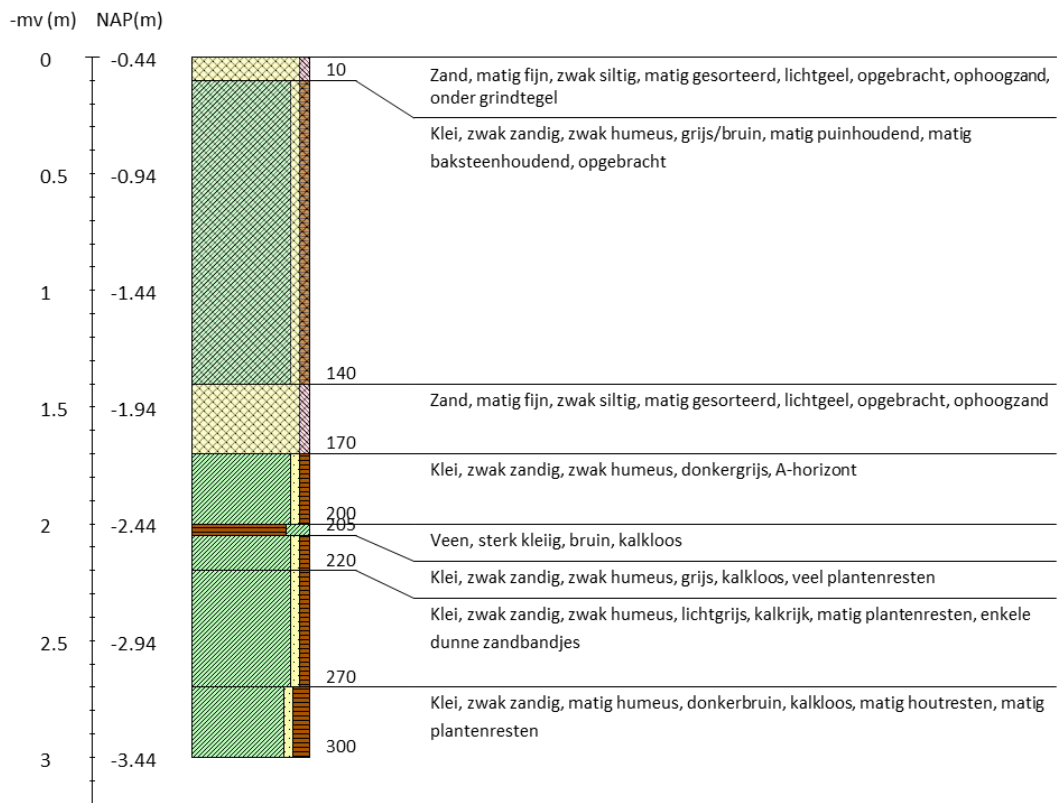 -mv (m) NAP(m)
0 -0.44
10
Zand, matig fijn, zwak siltig, matig gesorteerd, lichtgeel, opgebracht, ophoogzand,
onder grindtegel
Klei, zwak zandig, zwak humeus, grijs/bruin, matig puinhoudend, matig
baksteenhoudend, opgebracht
0.5 -0.94
1 -1.44
140
Zand, matig fijn, zwak siltig, matig gesorteerd, lichtgeel, opgebracht, ophoogzand
1.5 -1.94
170
Klei, zwak zandig, zwak humeus, donkergrijs, A-horizont
200
2 -2.44
205
Veen, sterk kleiig, bruin, kalkloos
220
Klei, zwak zandig, zwak humeus, grijs, kalkloos, veel plantenresten
Klei, zwak zandig, zwak humeus, lichtgrijs, kalkrijk, matig plantenresten, enkele
dunne zandbandjes
2.5 -2.94
270
Klei, zwak zandig, matig humeus, donkerbruin, kalkloos, matig houtresten, matig
plantenresten
300
3 -3.44